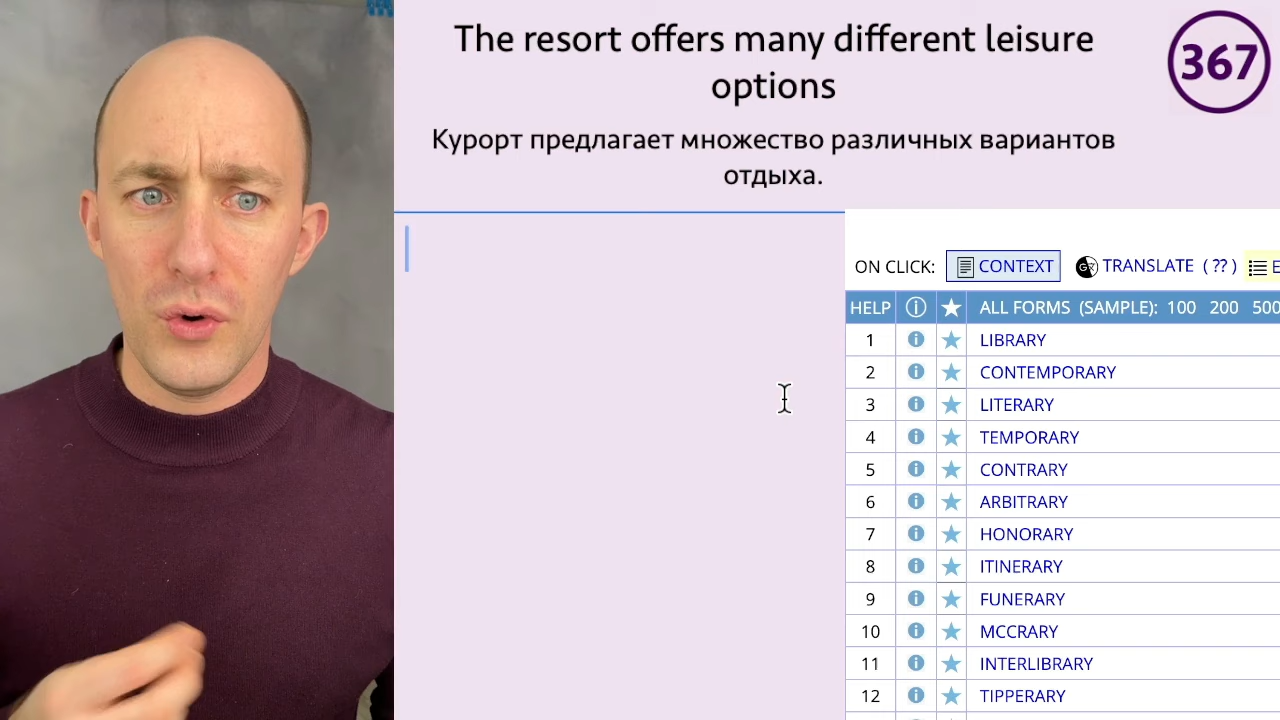 The resort offers many different leisure
options
367
Курорт предлагает множество различных вариантов
отдыха.
ON CLICK: CONTEXT TRANSLATE ( ?? )
HELP ALL FORMS (SAMPLE): 100 200 500
1 LIBRARY
2 CONTEMPORARY
3 LITERARY
4 TEMPORARY
5 CONTRARY
6 ARBITRARY
7 HONORARY
8 ITINERARY
9 FUNERARY
10 MCCRARY
11 INTERLIBRARY
12 TIPPERARY